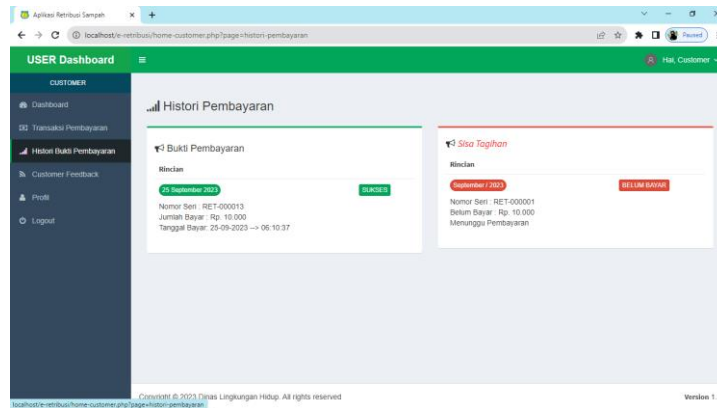 Aplikasi Retribusi Sampah
localhost/e-retribusi/home-customer.php?page=histori-pembayaran
Paused
USER Dashboard
Hai, Customer
CUSTOMER
Dashboard
Transaksi Pembayaran
Histori Bukti Pembayaran
Customer Feedback
Profil
Logout
Histori Pembayaran
Bukti Pembayaran
Rincian
25 September 2023 SUKSES
Nomor Seri : RET-000013
Jumlah Bayar : Rp. 10.000
Tanggal Bayar: 25-09-2023 --> 06:10:37
Sisa Tagihan
Rincian
September / 2023 BELUM BAYAR
Nomor Seri : RET-000001
Belum Bayar : Rp. 10.000
Menunggu Pembayaran
Copyright © 2023 Dinas Lingkungan Hidup. All rights reserved
Version 1.
localhost/e-retribusi/home-customer.php?page=histori-pembayaran